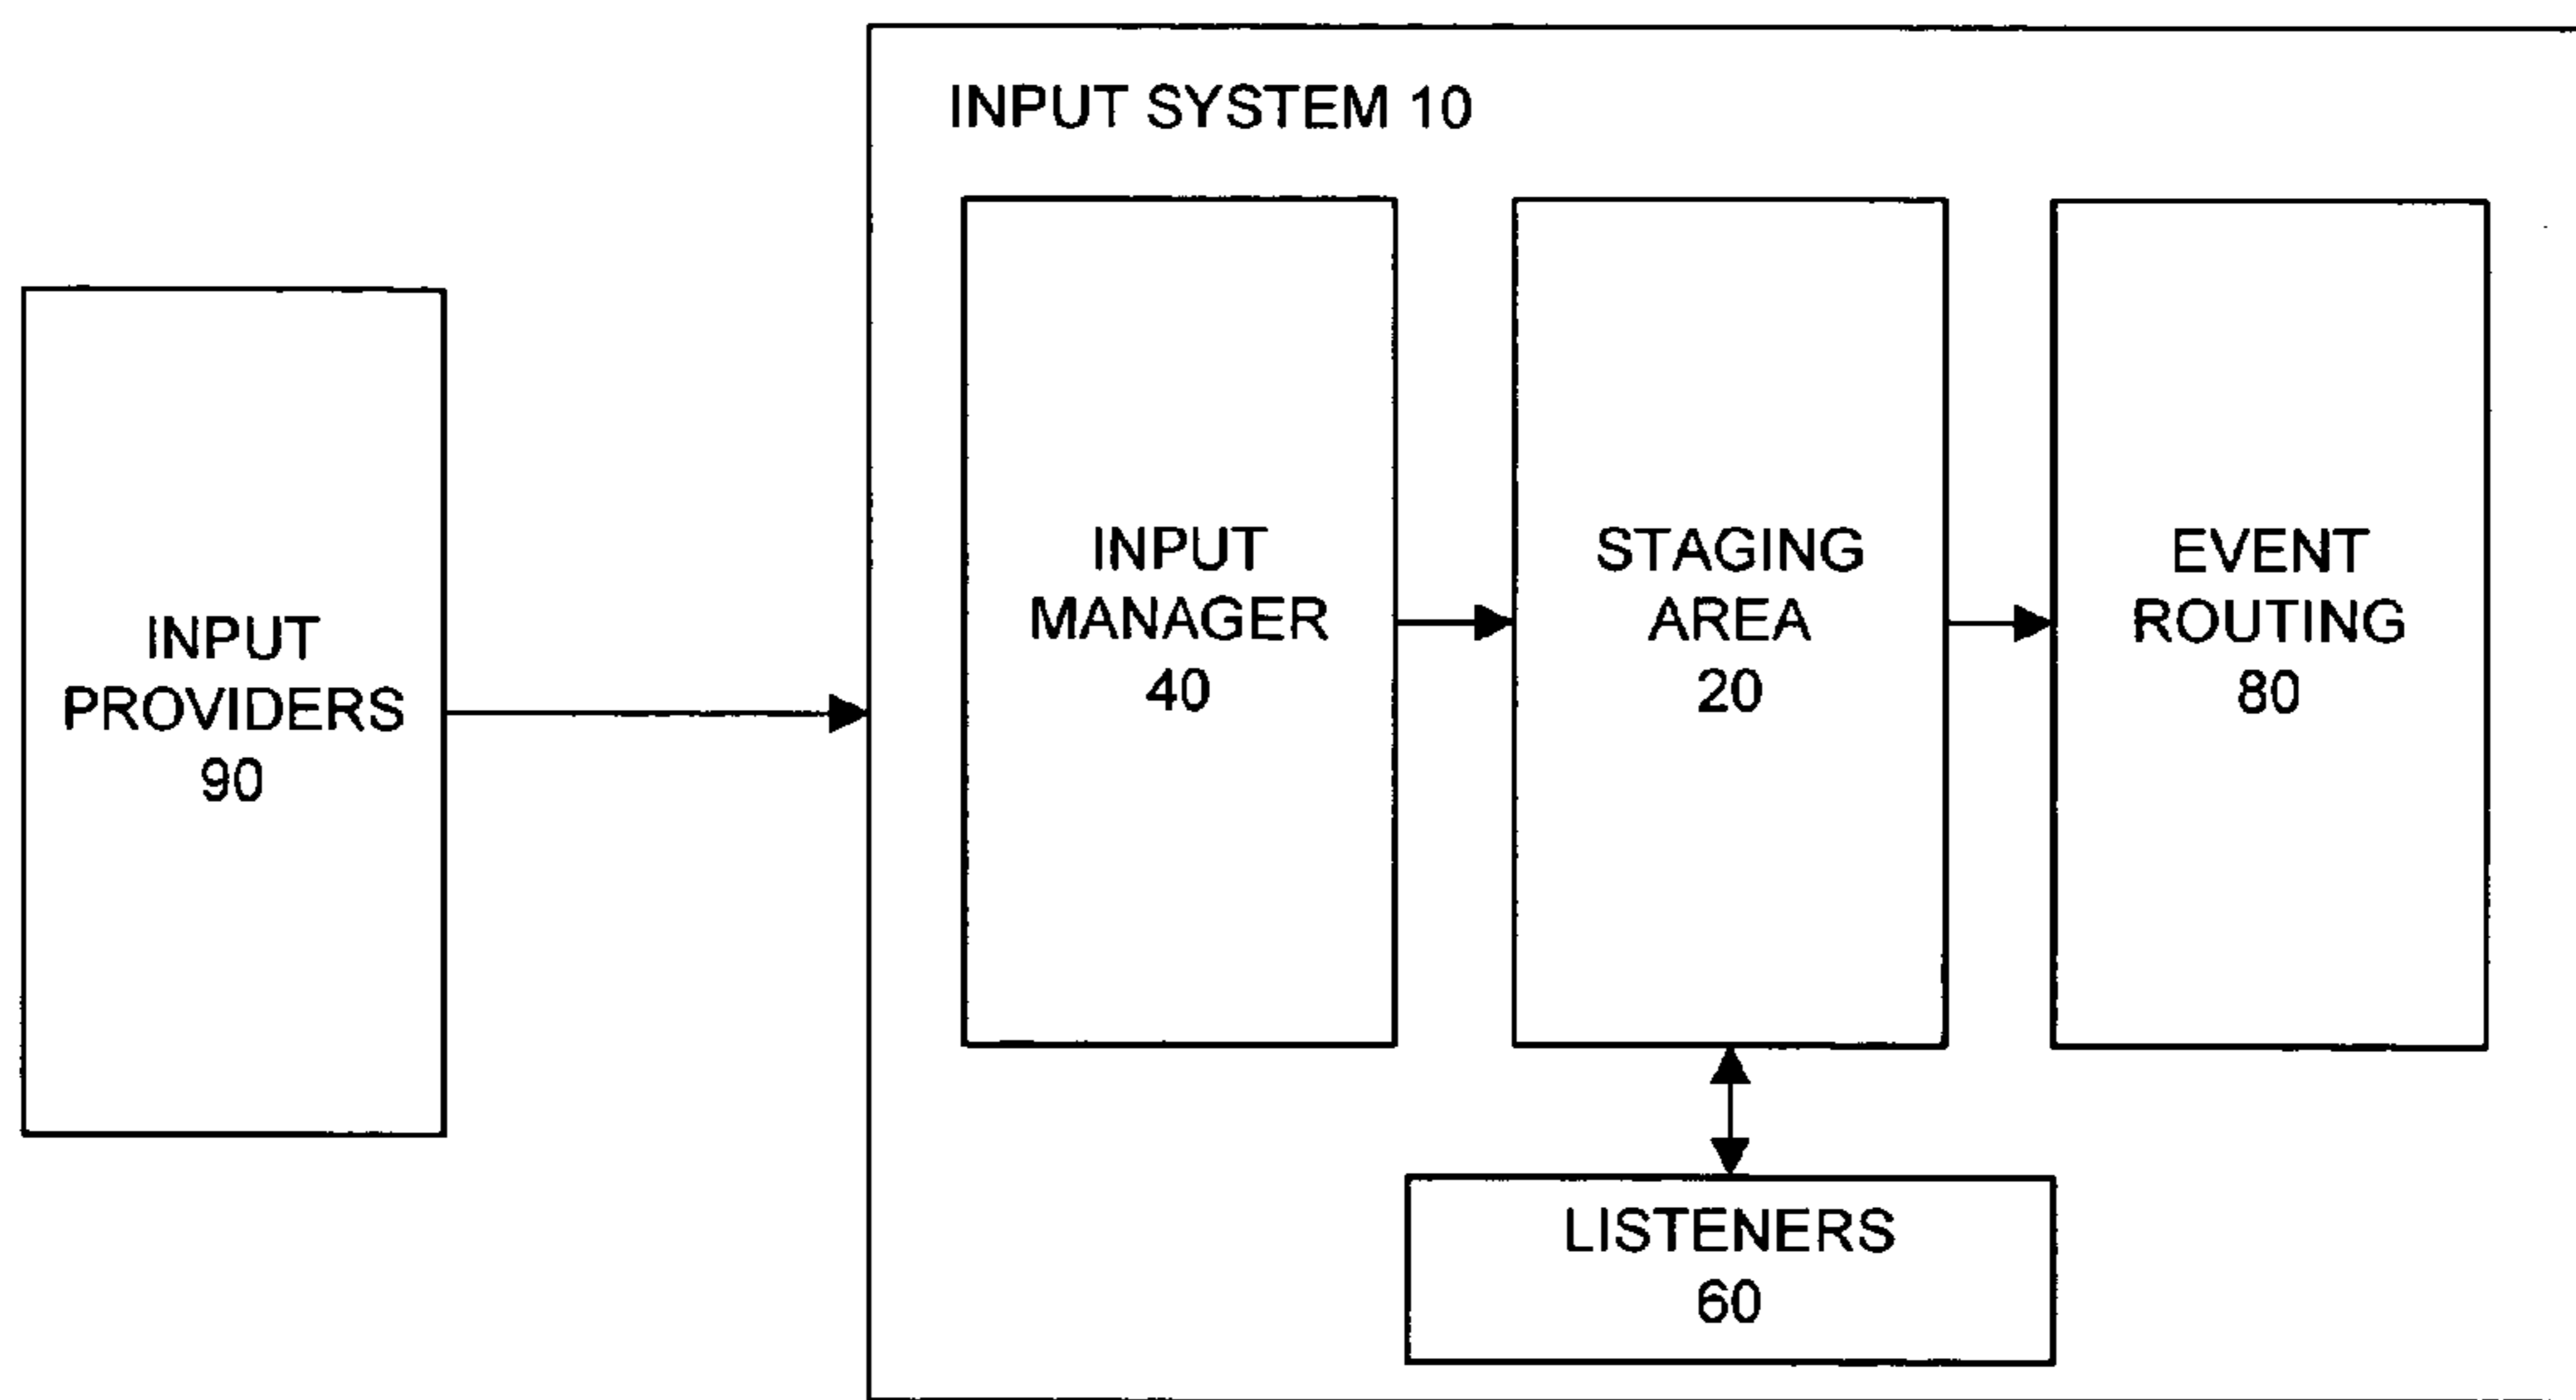 INPUT SYSTEM 10
INPUT
PROVIDERS
90
INPUT
MANAGER
40
STAGING
AREA
20
EVENT
ROUTING
80
LISTENERS
60